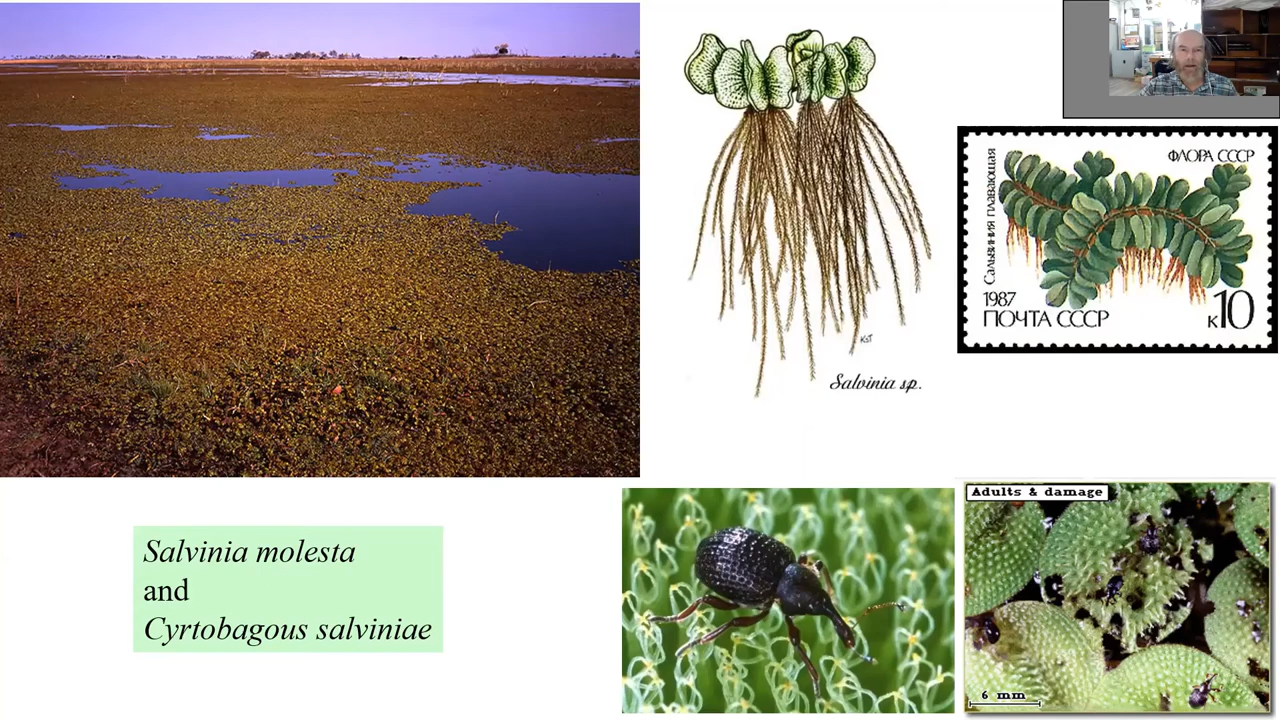 KST
Salvinia sp.
ФЛОРА СССР
Сальвиния плавающая
1987
ПОЧТА СССР
к10
Salvinia molesta
and
Cyrtobagous salviniae
Adults & damage
6 mm